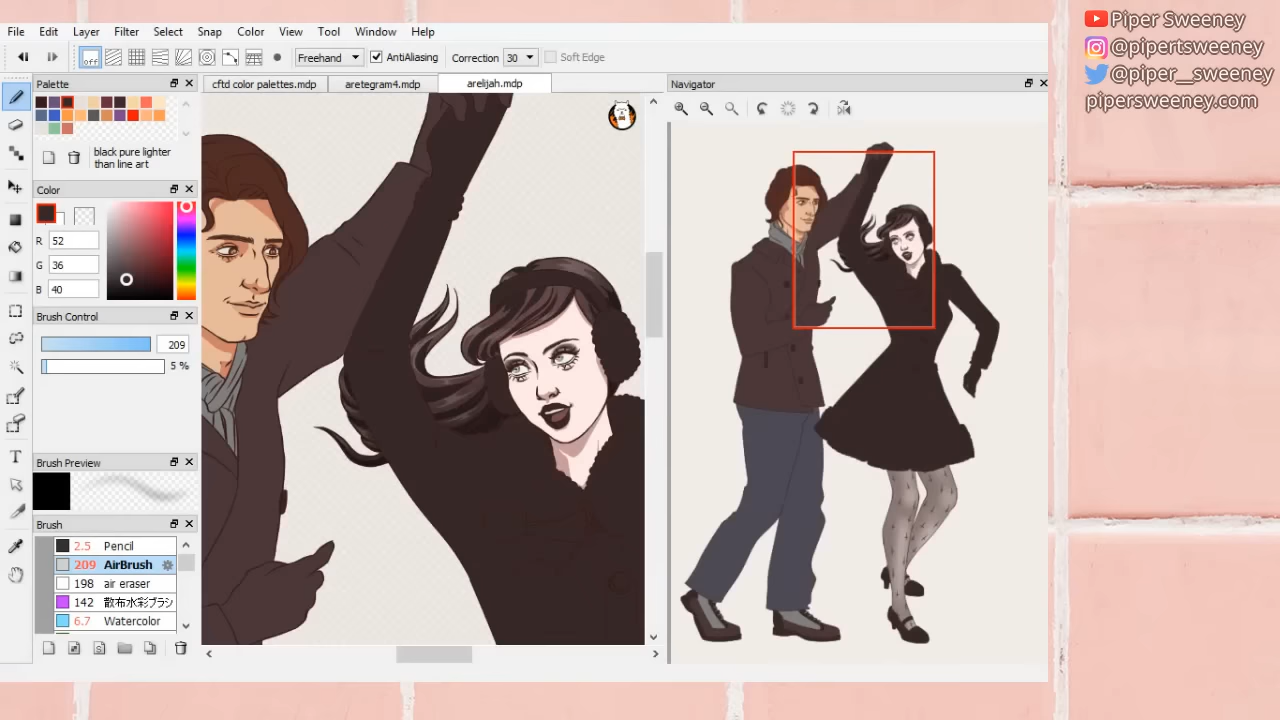 Piper Sweeney
@pipertsweeney
@piper__sweeney
pipersweeney.com
File Edit Layer Filter Select Snap Color View Tool Window Help
off Freehand AntiAliasing Correction 30 Soft Edge
Palette
cftd color palettes.mdp aretegram4.mdp arelijah.mdp
Navigator
black pure lighter
than line art
Color
R 52
G 36
B 40
Brush Control
209
5 %
Brush Preview
Brush
2.5 Pencil
209 AirBrush
198 air eraser
142 散布水彩ブラシ
6.7 Watercolor